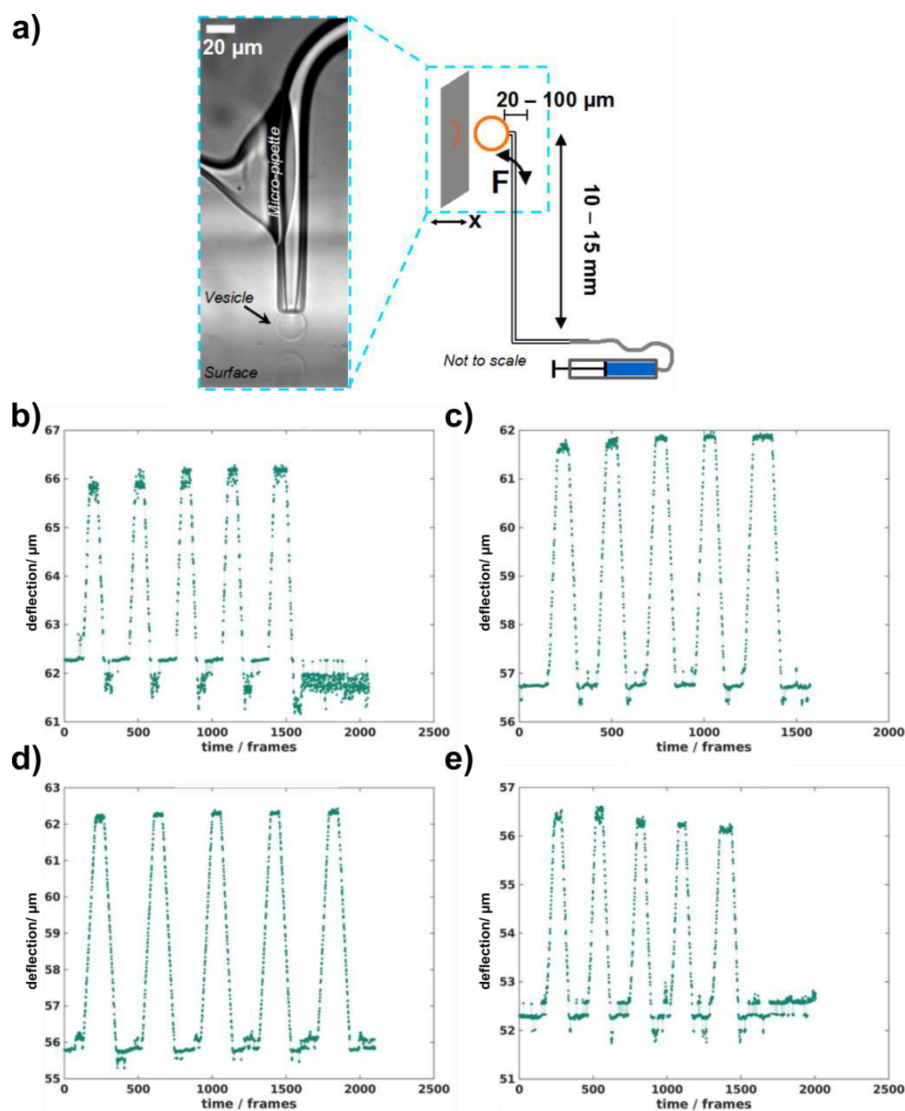 a)
20 µm
Micro-pipette
Vesicle
Surface
20 – 100 µm
F
x
10 – 15 mm
Not to scale
b)
67
66
65
64
63
62
61
deflection/ µm
0
500
1000
1500
2000
2500
time / frames
c)
62
61
60
59
58
57
56
deflection/ µm
0
500
1000
1500
2000
time / frames
d)
63
62
61
60
59
58
57
56
55
deflection/ µm
0
500
1000
1500
2000
2500
time / frames
e)
57
56
55
54
53
52
51
deflection/ µm
0
500
1000
1500
2000
2500
time / frames